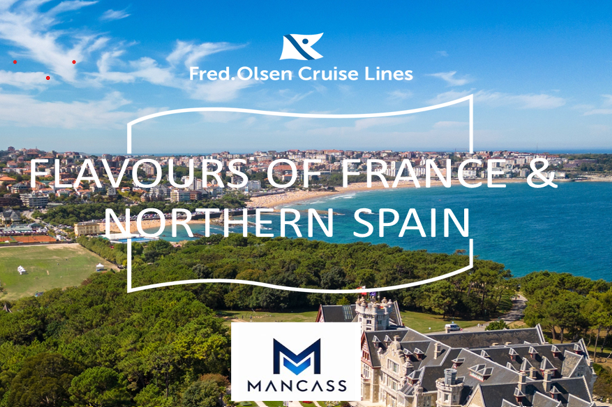 Fred. Olsen Cruise Lines
FLAVOURS OF FRANCE &
NORTHERN SPAIN
MANCASS